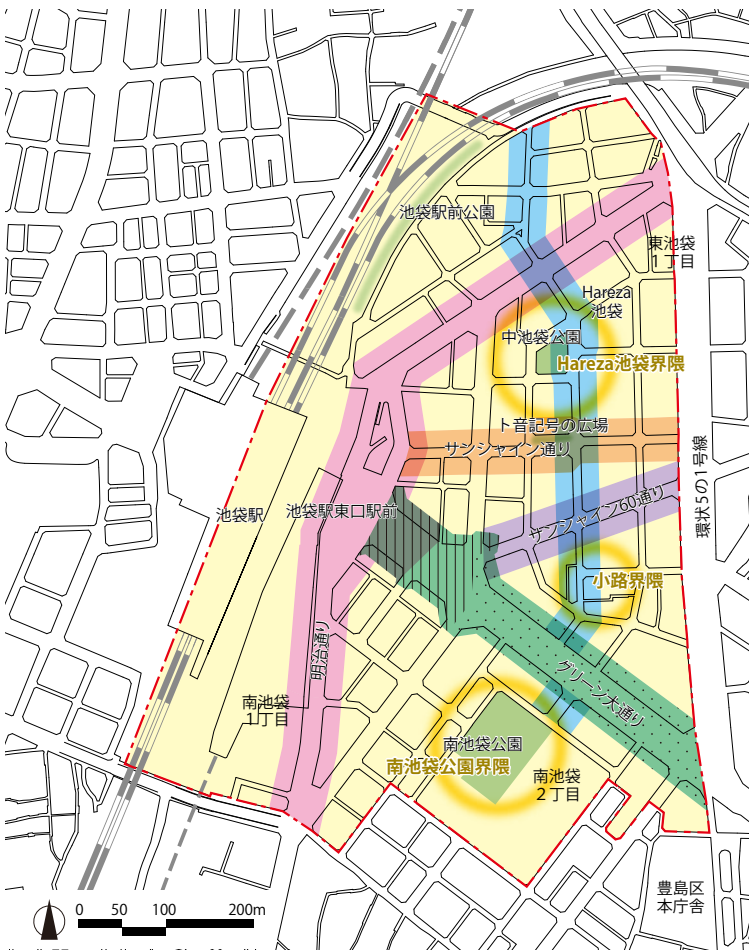 池袋駅前公園
東池袋
１丁目
Hareza
池袋
中池袋公園
Hareza池袋界隈
ト音記号の広場
サンシャイン通り
環状５の１号線
サンシャイン60通り
池袋駅
池袋駅東口駅前
小路界隈
明治通り
グリーン大通り
南池袋
１丁目
南池袋公園
南池袋公園界隈
南池袋
２丁目
豊島区
本庁舎
0 50 100 200m